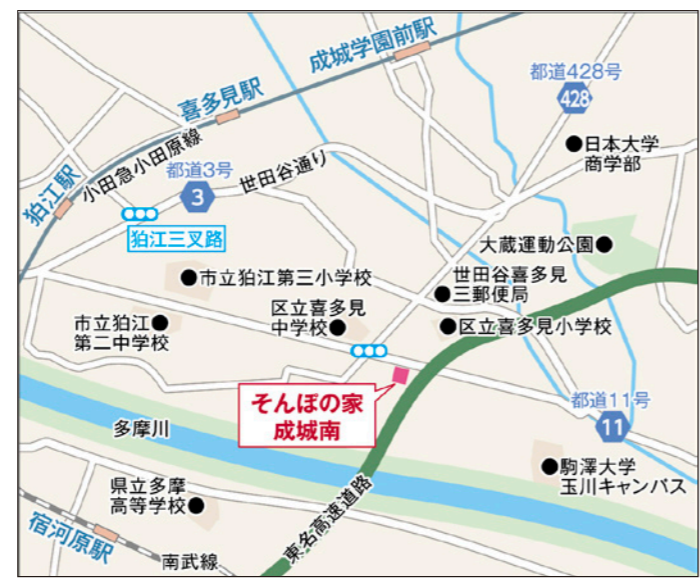 成城学園前駅
都道428号
428
喜多見駅
日本大学
商学部
小田急小田原線
都道3号
3
世田谷通り
狛江駅
狛江三叉路
大蔵運動公園
市立狛江第三小学校
世田谷喜多見
三郵便局
区立喜多見
中学校
区立喜多見小学校
市立狛江
第二中学校
そんぽの家
成城南
都道11号
11
多摩川
駒澤大学
玉川キャンパス
県立多摩
高等学校
東名高速道路
宿河原駅
南武線